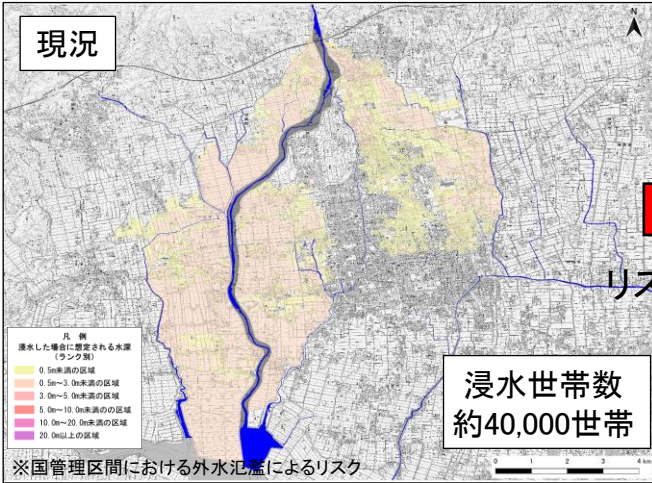 現況
N
リス
凡 例
浸水した場合に想定される水深
(ランク別)
0.5m未満の区域
0.5m～3.0m未満の区域
3.0m～5.0m未満の区域
5.0m～10.0m未満の区域
10.0m～20.0m未満の区域
20.0m以上の区域
浸水世帯数
約40,000世帯
※国管理区間における外水氾濫によるリスク
0 1 2 3 4 km